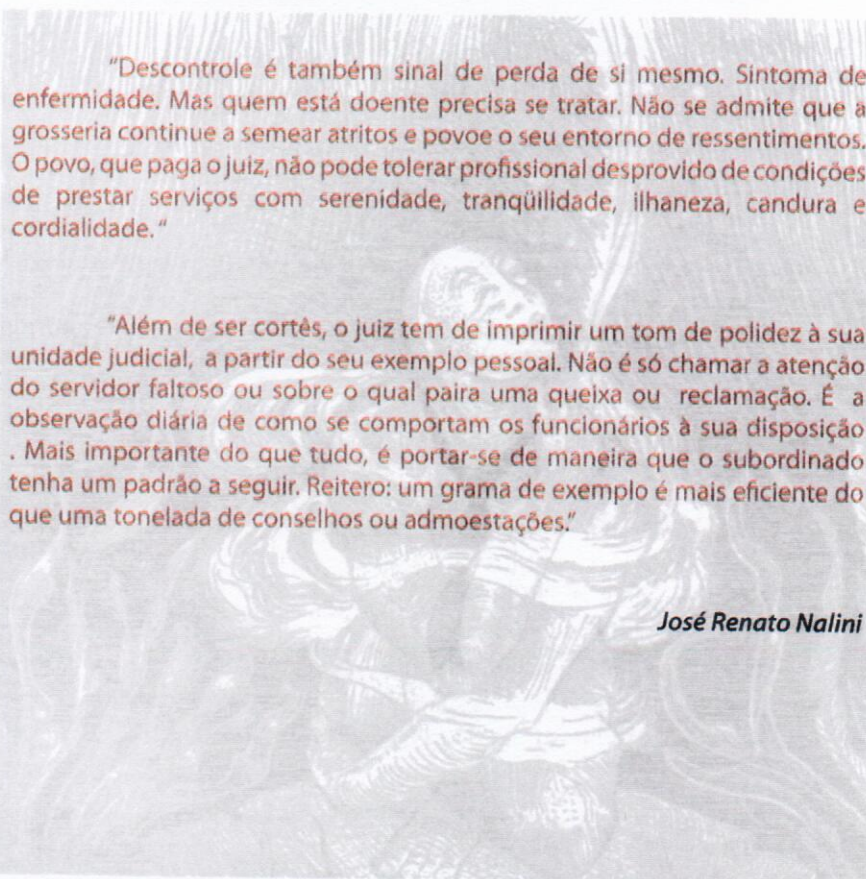 "Descontrole é também sinal de perda de si mesmo. Sintoma de
enfermidade. Mas quem está doente precisa se tratar. Não se admite que a
grosseria continue a semear atritos e povoe o seu entorno de ressentimentos.
O povo, que paga o juiz, não pode tolerar profissional desprovido de condições
de prestar serviços com serenidade, tranqüilidade, ilhaneza, candura e
cordialidade."
"Além de ser cortês, o juiz tem de imprimir um tom de polidez à sua
unidade judicial, a partir do seu exemplo pessoal. Não é só chamar a atenção
do servidor faltoso ou sobre o qual paira uma queixa ou reclamação. É a
observação diária de como se comportam os funcionários à sua disposição
. Mais importante do que tudo, é portar-se de maneira que o subordinado
tenha um padrão a seguir. Reitero: um grama de exemplo é mais eficiente do
que uma tonelada de conselhos ou admoestações."
José Renato Nalini